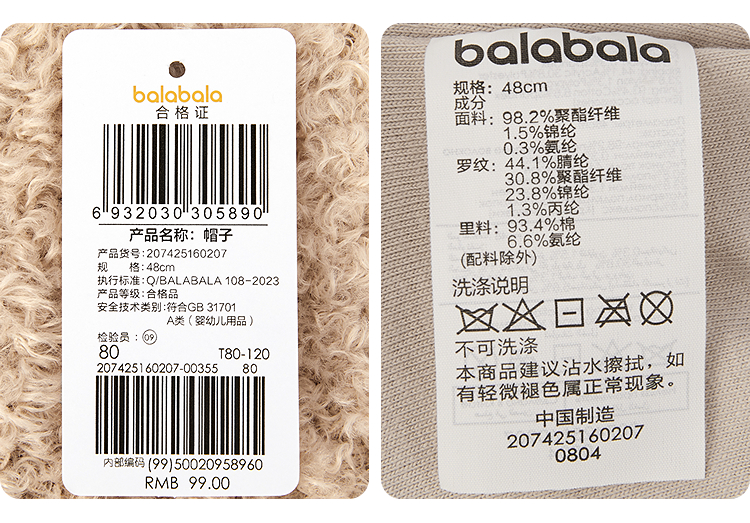 balabala
合格证
6 932030 305890
产品名称：帽子
产品货号：207425160207
规　格：48cm
执行标准：Q/BALABALA 108-2023
产品等级：合格品
安全技术类别：符合GB 31701
A类（婴幼儿用品）
检验员：09
80 T80-120
207425160207-00355 80
内部编码 (99)50020958960
RMB 99.00
balabala
规格：48cm
成分
面料：98.2%聚酯纤维
1.5%锦纶
0.3%氨纶
罗纹：44.1%腈纶
30.8%聚酯纤维
23.8%锦纶
1.3%丙纶
里料：93.4%棉
6.6%氨纶
(配料除外)
洗涤说明
不可洗涤
本商品建议沾水擦拭，如
有轻微褪色属正常现象。
中国制造
207425160207
0804